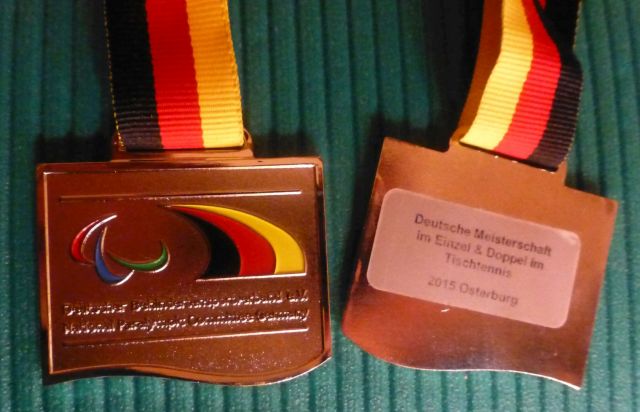 Deutscher Behindertensportverband e.V.
National Paralympic Committee Germany
Deutsche Meisterschaft
im Einzel & Doppel im
Tischtennis
2015 Osterburg